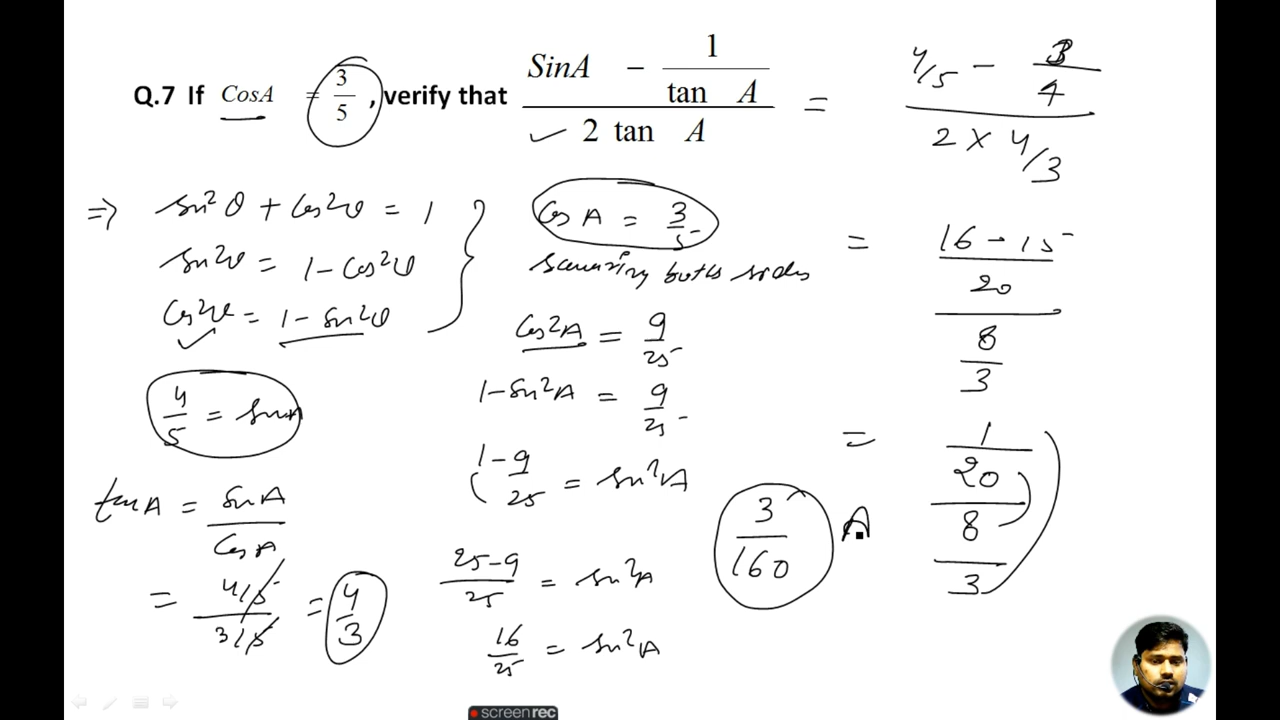 Q.7 If CosA = 3/5 , verify that (SinA - 1/tan A) / (2 tan A) = (4/5 - 3/4) / (2 × 4/3)
⇒ sin²θ + cos²θ = 1
sin²θ = 1 - cos²θ
cos²θ = 1 - sin²θ
4/5 = sinA
tanA = sinA / cosA
= (4/5) / (3/5) = 4/3
Cos A = 3/5
squaring both sides
Cos²A = 9/25
1 - sin²A = 9/25
1 - 9/25 = sin²A
25-9/25 = sin²A
16/25 = sin²A
= (16 - 15 / 20) / (8/3)
= (1/20) / (8/3)
3/160 A
screenrec